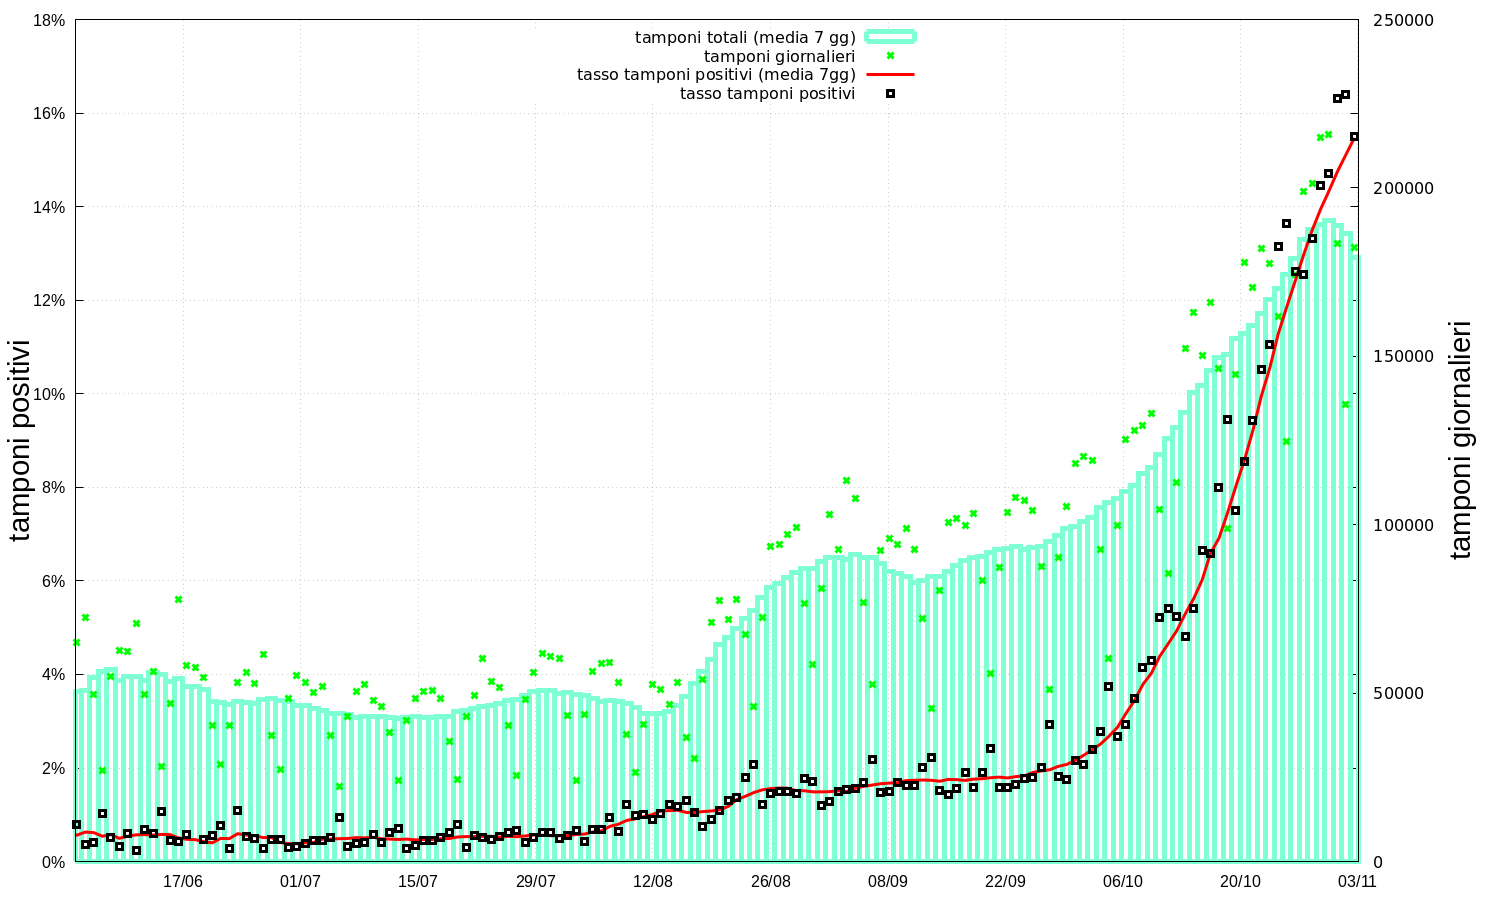 tamponi totali (media 7 gg)
tamponi giornalieri
tasso tamponi positivi (media 7gg)
tasso tamponi positivi
18%
16%
14%
12%
10%
8%
6%
4%
2%
0%
tamponi positivi
250000
200000
150000
100000
50000
0
tamponi giornalieri
17/06 01/07 15/07 29/07 12/08 26/08 08/09 22/09 06/10 20/10 03/11